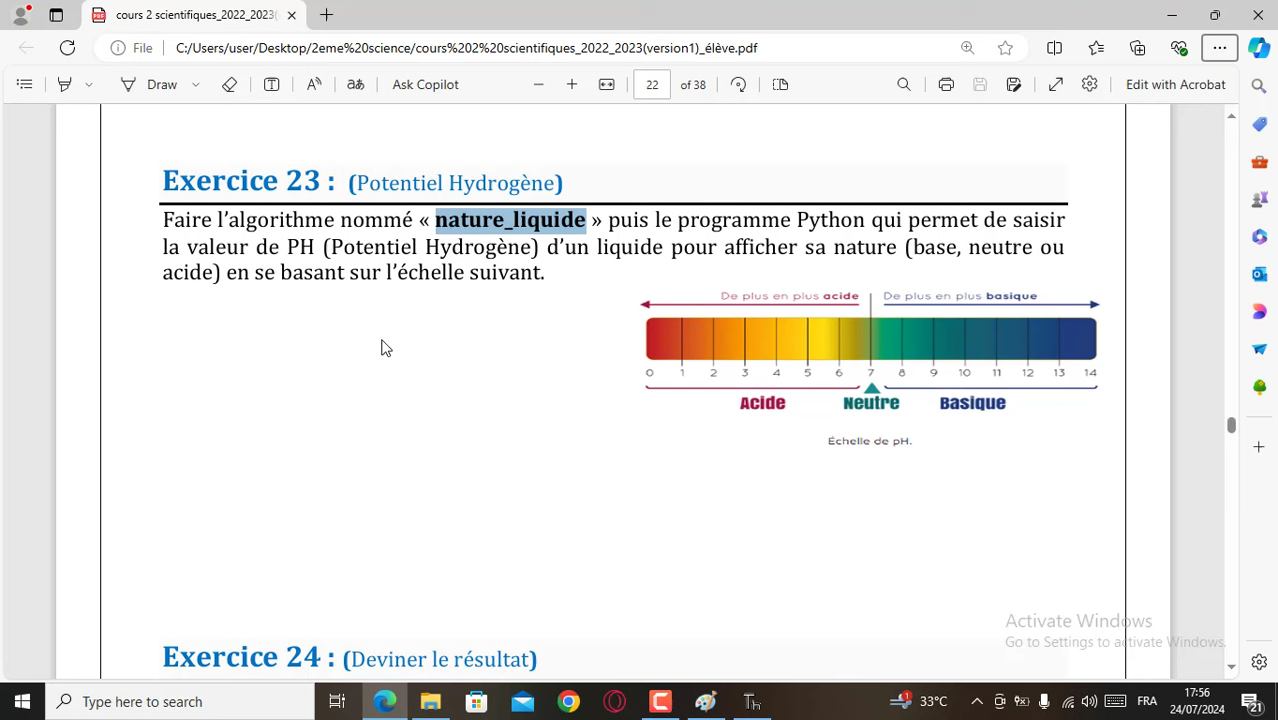 cours 2 scientifiques_2022_2023(
File
C:/Users/user/Desktop/2eme%20science/cours%202%20scientifiques_2022_2023(version1)_élève.pdf
Draw
A
aあ
Ask Copilot
22
of 38
Edit with Acrobat
Exercice 23 : (Potentiel Hydrogène)
Faire l’algorithme nommé « nature_liquide » puis le programme Python qui permet de saisir
la valeur de PH (Potentiel Hydrogène) d’un liquide pour afficher sa nature (base, neutre ou
acide) en se basant sur l’échelle suivant.
De plus en plus acide
De plus en plus basique
0 1 2 3 4 5 6 7 8 9 10 11 12 13 14
Acide Neutre Basique
Échelle de pH.
Activate Windows
Go to Settings to activate Windows.
Exercice 24 : (Deviner le résultat)
Type here to search
Th
1
33°C
FRA
17:56
24/07/2024
21